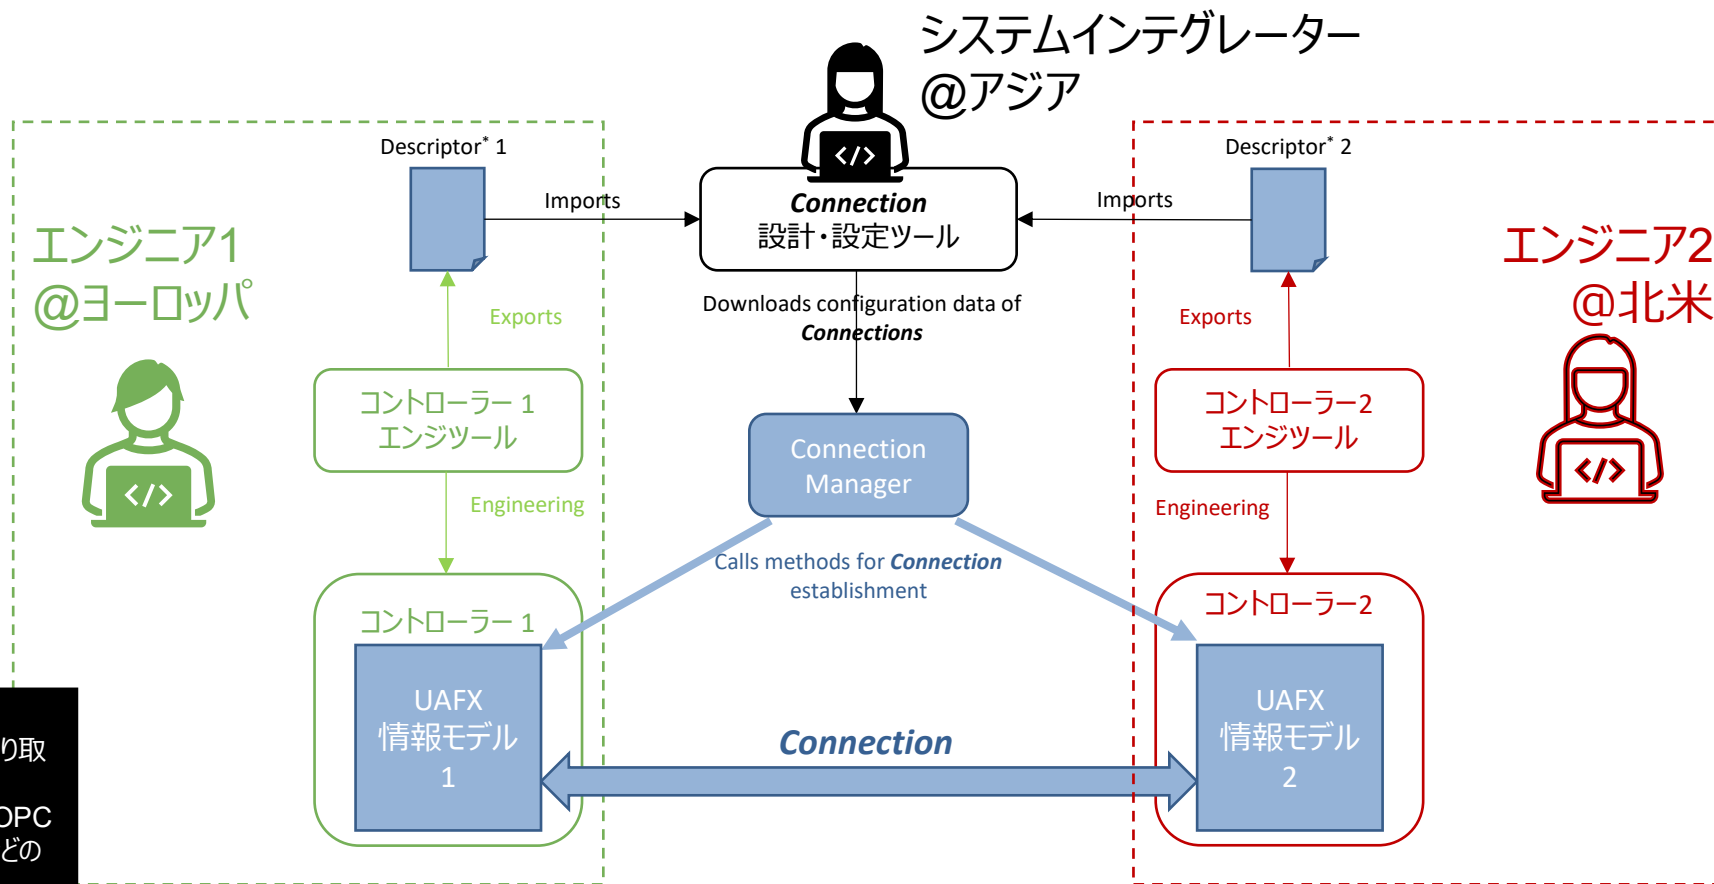 システムインテグレーター
@アジア
Descriptor* 1
Descriptor* 2
Imports
Connection
設計・設定ツール
Imports
エンジニア1
@ヨーロッパ
エンジニア2
@北米
Exports
Downloads configuration data of
Connections
Exports
コントローラー 1
エンジツール
Connection
Manager
コントローラー2
エンジツール
Engineering
Engineering
Calls methods for Connection
establishment
コントローラー 1
コントローラー2
UAFX
情報モデル
1
Connection
UAFX
情報モデル
2
り取
OPC
どの